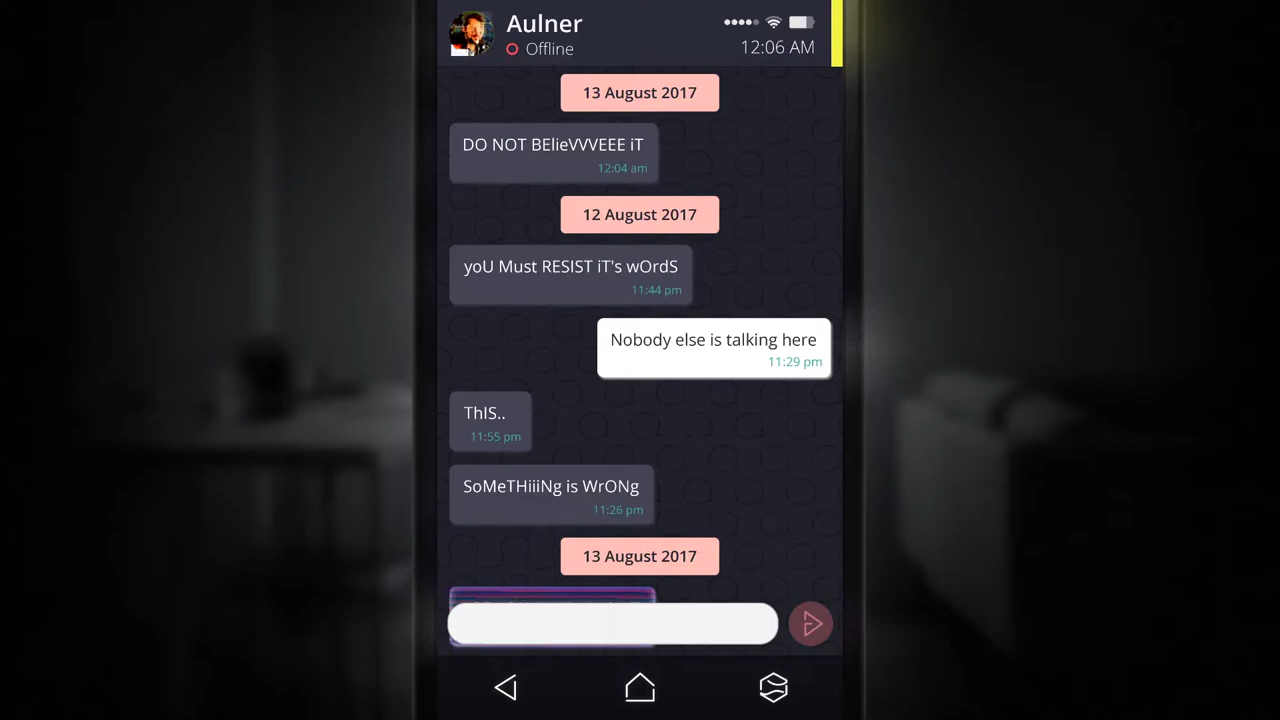 Aulner
Offline
12:06 AM
13 August 2017
DO NOT BElieVVVEEE iT
12:04 am
12 August 2017
yoU Must RESIST iT's wOrdS
11:44 pm
Nobody else is talking here
11:29 pm
ThIS..
11:55 pm
SoMeTHiiiNg is WrONg
11:26 pm
13 August 2017